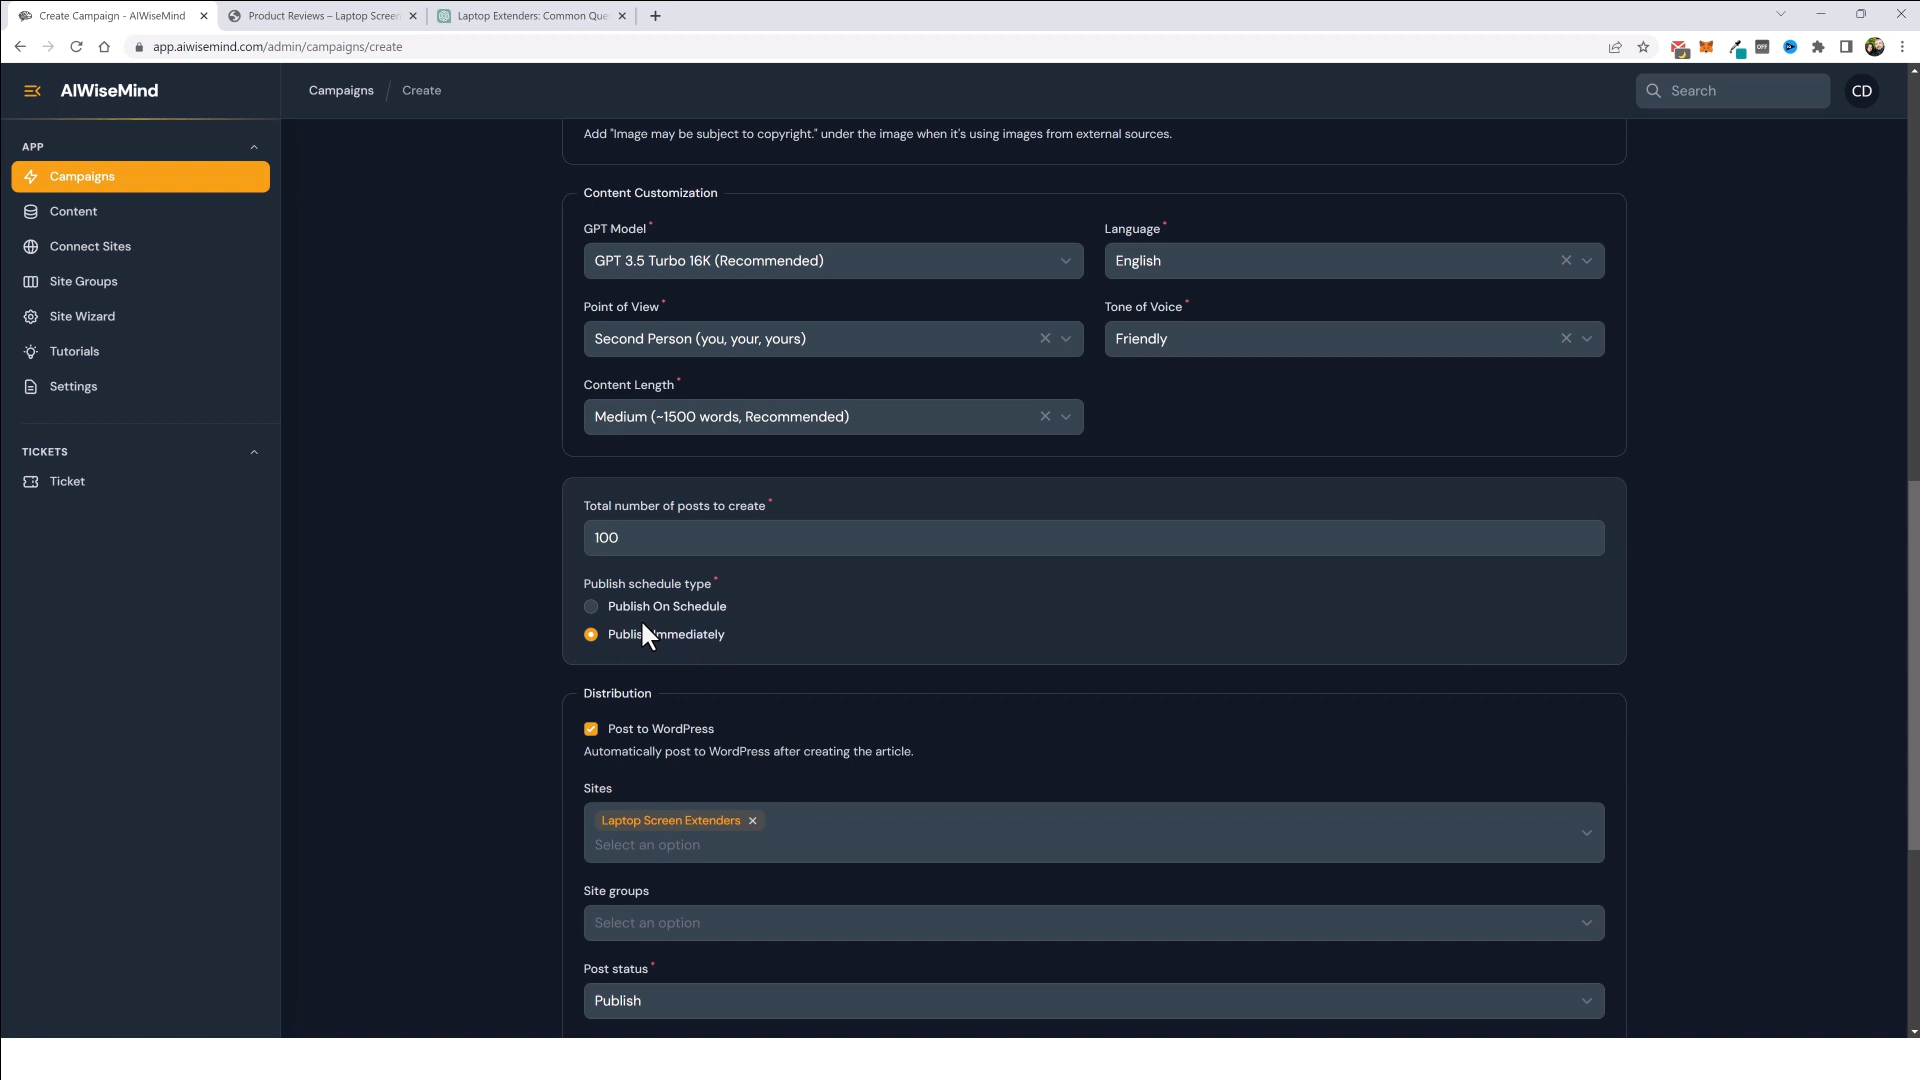 Create Campaign - AIWiseMind
Product Reviews – Laptop Screen
Laptop Extenders: Common Que
app.aiwisemind.com/admin/campaigns/create
OFF
AIWiseMind
Campaigns
Create
Search
CD
APP
Campaigns
Content
Connect Sites
Site Groups
Site Wizard
Tutorials
Settings
TICKETS
Ticket
Add "Image may be subject to copyright." under the image when it's using images from external sources.
Content Customization
GPT Model*
Language*
GPT 3.5 Turbo 16K (Recommended)
English
Point of View*
Tone of Voice*
Second Person (you, your, yours)
Friendly
Content Length*
Medium (~1500 words, Recommended)
Total number of posts to create*
100
Publish schedule type*
Publish On Schedule
Publish Immediately
Distribution
Post to WordPress
Automatically post to WordPress after creating the article.
Sites
Laptop Screen Extenders
Select an option
Site groups
Select an option
Post status*
Publish